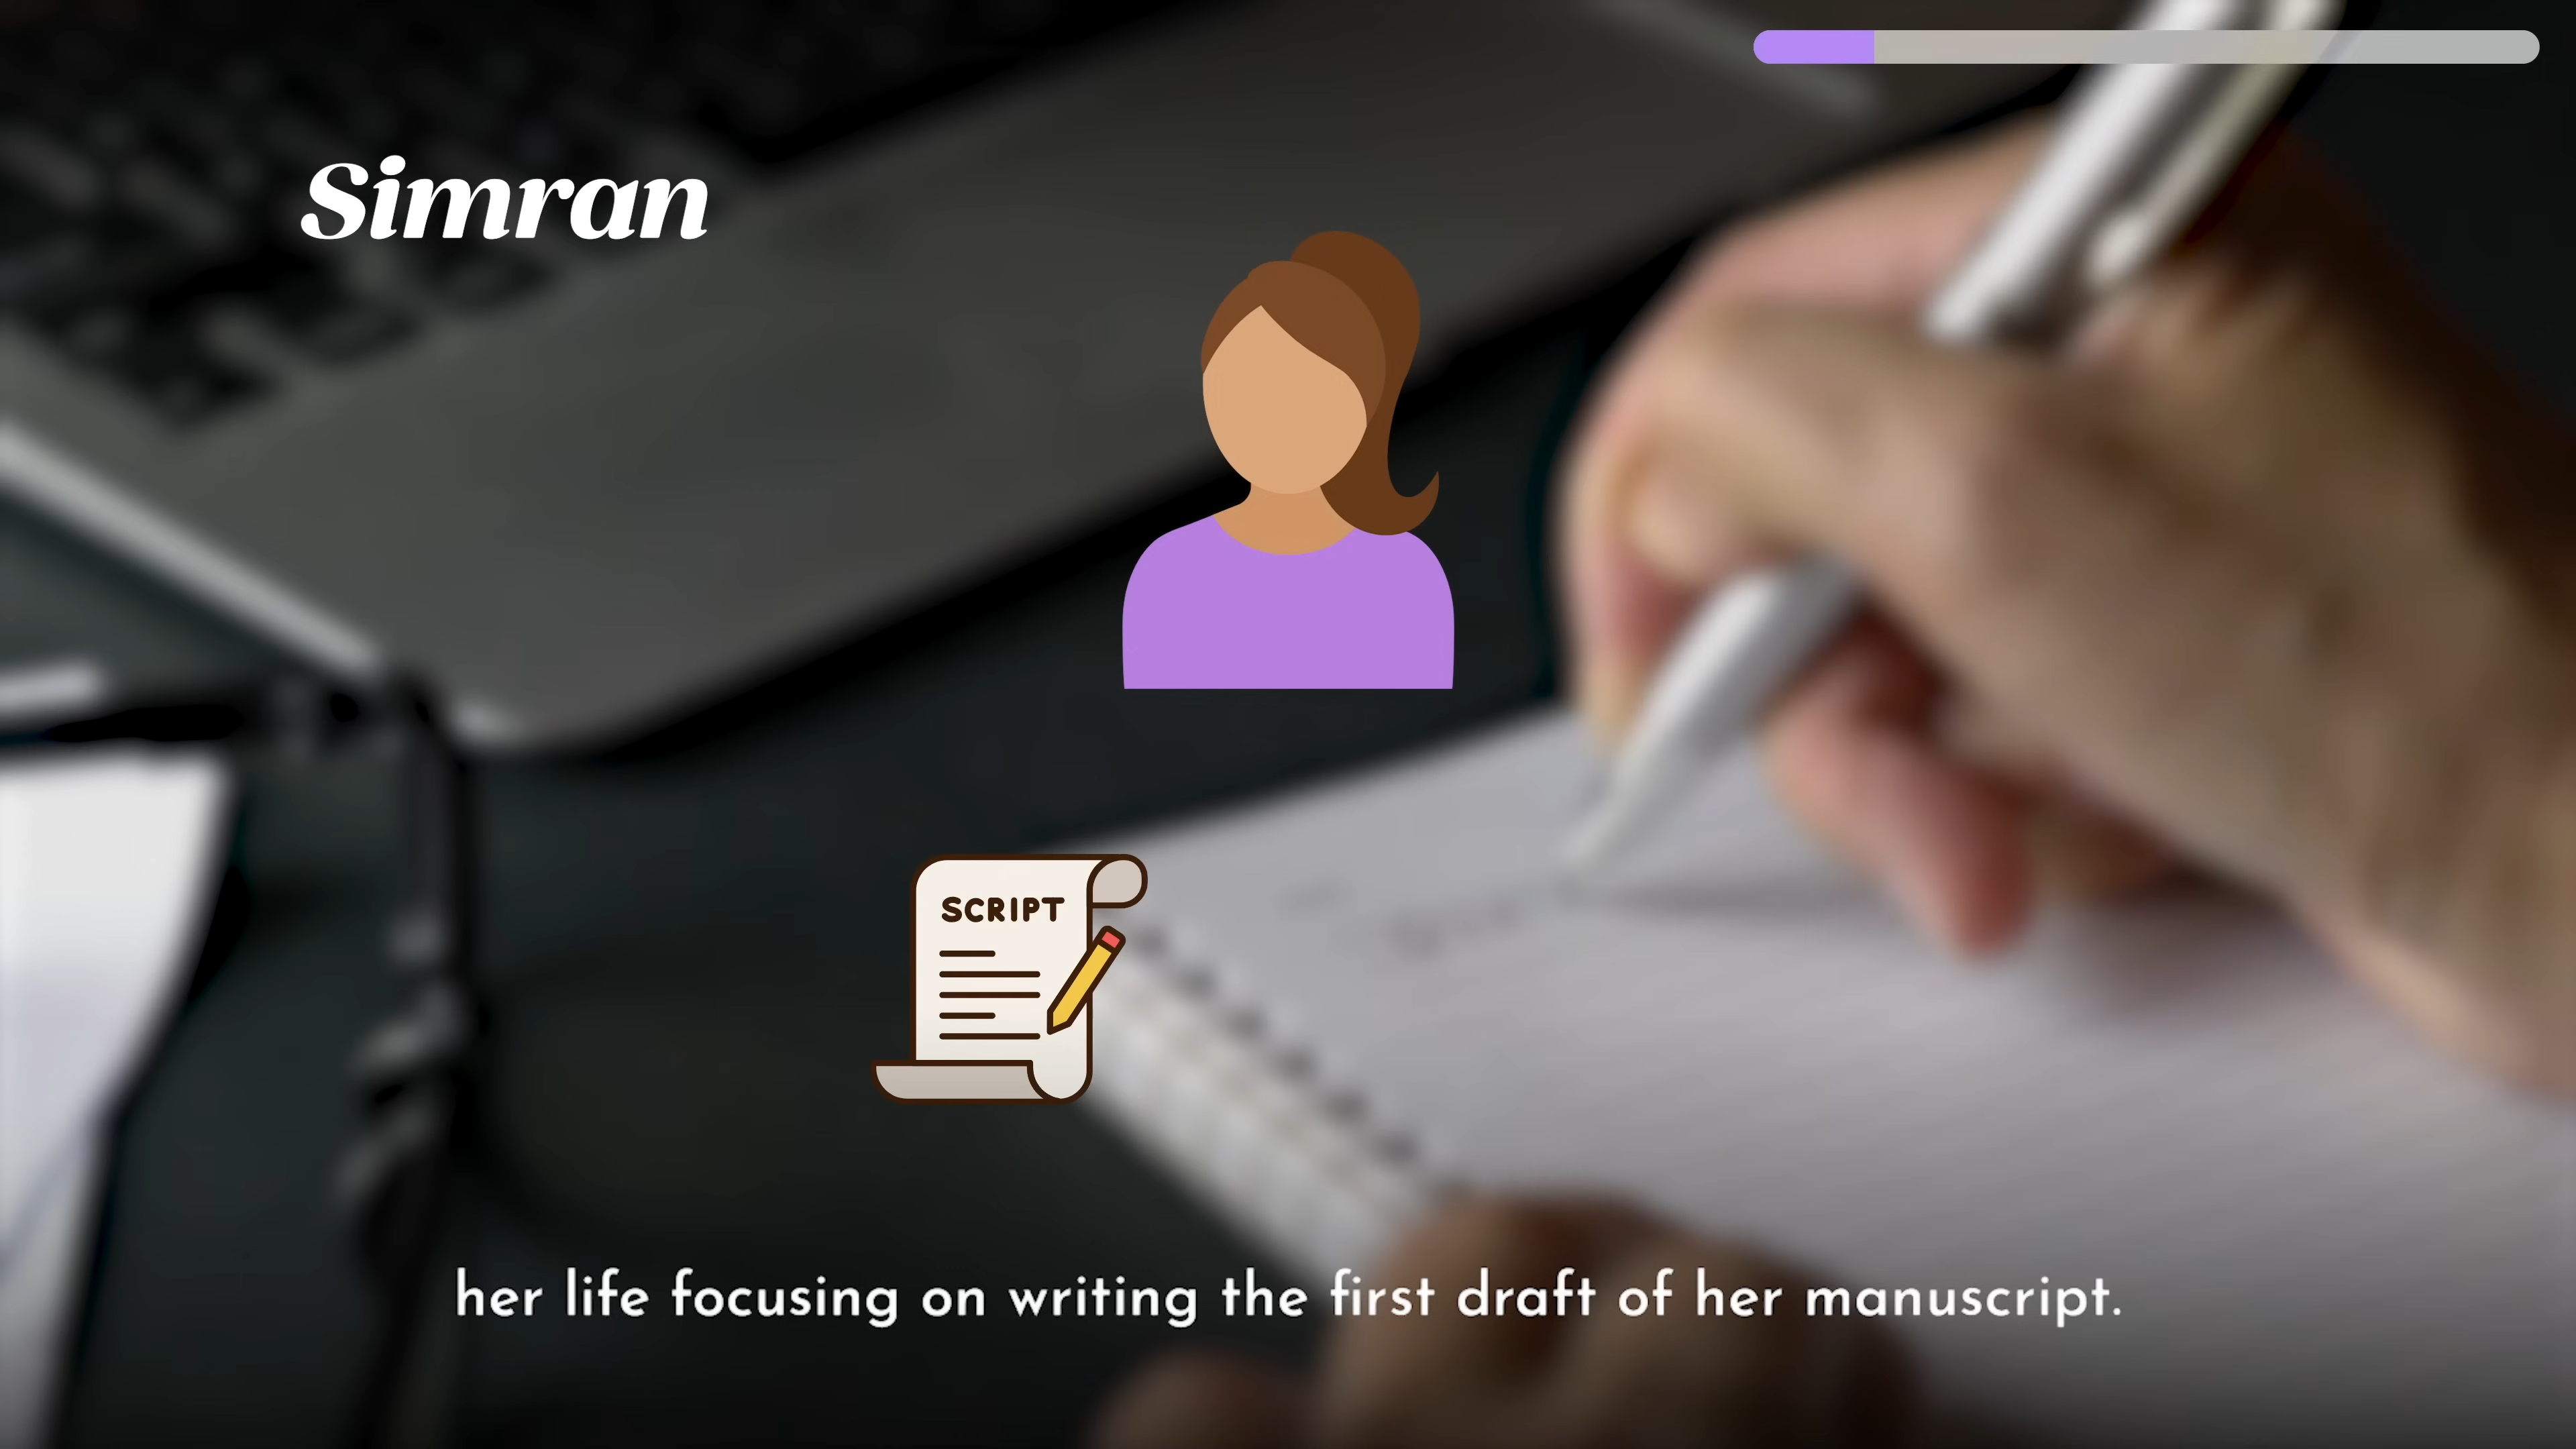 Simran
SCRIPT
her life focusing on writing the first draft of her manuscript.